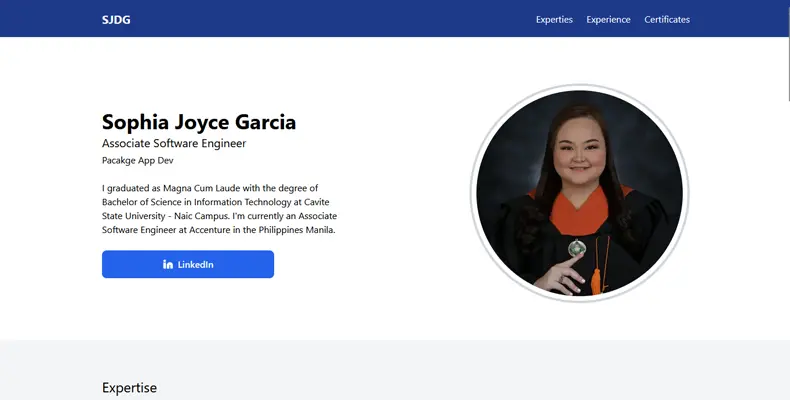 SJDG
Experties Experience Certificates
Sophia Joyce Garcia
Associate Software Engineer
Pacakge App Dev
I graduated as Magna Cum Laude with the degree of
Bachelor of Science in Information Technology at Cavite
State University - Naic Campus. I'm currently an Associate
Software Engineer at Accenture in the Philippines Manila.
in LinkedIn
Expertise